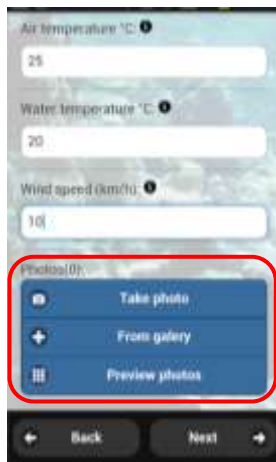 Air temperature °C:
25
Water temperature °C:
20
Wind speed (km/h):
10
Photos(0):
Take photo
From galery
Preview photos
Back
Next